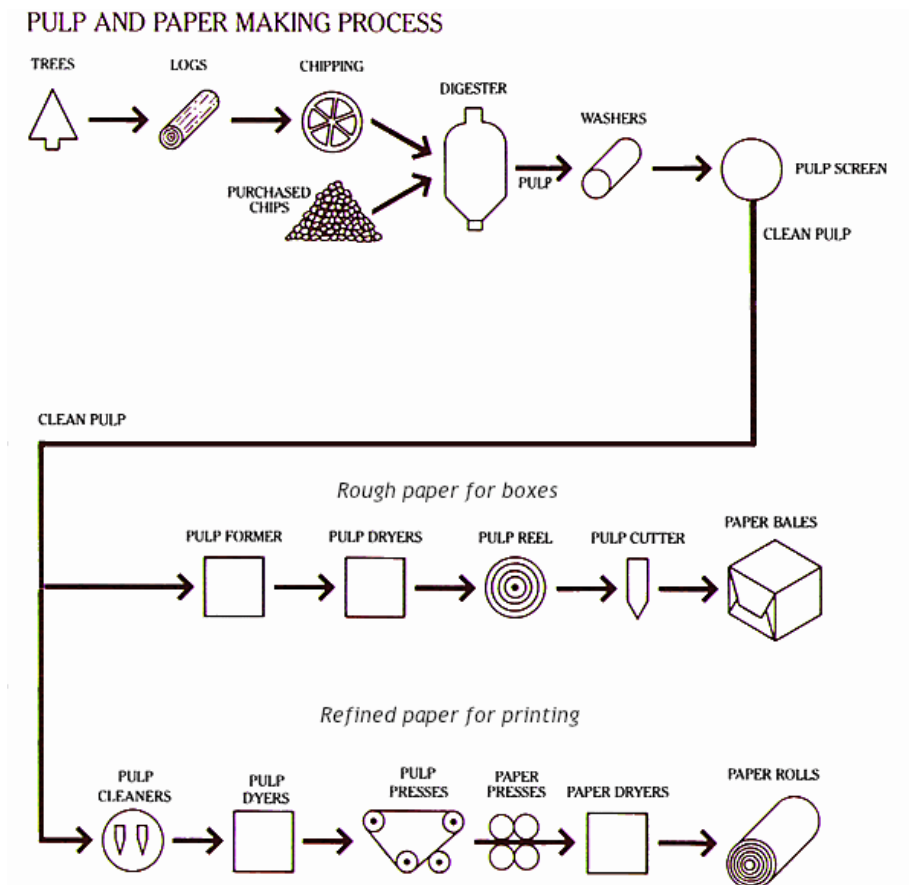 PULP AND PAPER MAKING PROCESS
TREES
LOGS
CHIPPING
DIGESTER
WASHERS
PULP SCREEN
PURCHASED
CHIPS
PULP
CLEAN PULP
CLEAN PULP
Rough paper for boxes
PULP FORMER
PULP DRYERS
PULP REEL
PULP CUTTER
PAPER BALES
Refined paper for printing
PULP
CLEANERS
PULP
DYERS
PULP
PRESSES
PAPER
PRESSES
PAPER DRYERS
PAPER ROLLS